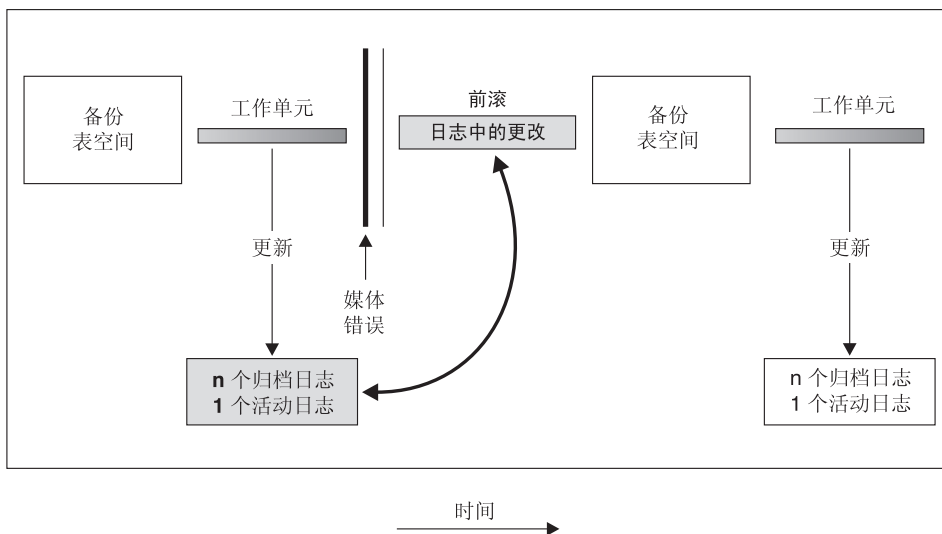 备份
表空间
工作单元
更新
n 个归档日志
1 个活动日志
媒体
错误
前滚
日志中的更改
备份
表空间
工作单元
更新
n 个归档日志
1 个活动日志
时间